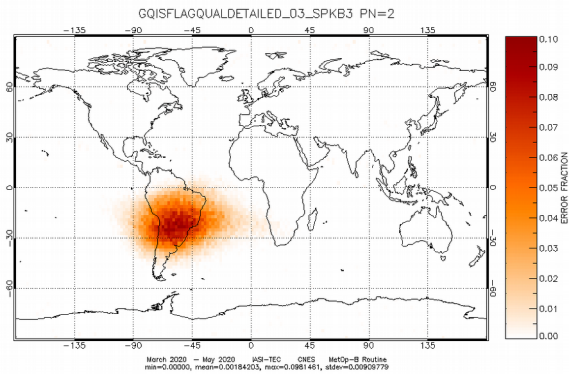 GQISFLAGQUALDETAILED_03_SPKB3 PN=2
-135 -90 -45 0 45 90 135
60 60
30 30
0 0
-30 -30
-60 -60
-135 -90 -45 0 45 90 135
0.10
0.09
0.08
0.07
0.06
0.05
0.04
0.03
0.02
0.01
0.00
ERROR FRACTION
March 2020 - May 2020 IASI-TEC CNES MetOp-B Routine
min=0.00000, mean=0.00184203, max=0.0981461, stdev=0.00909779